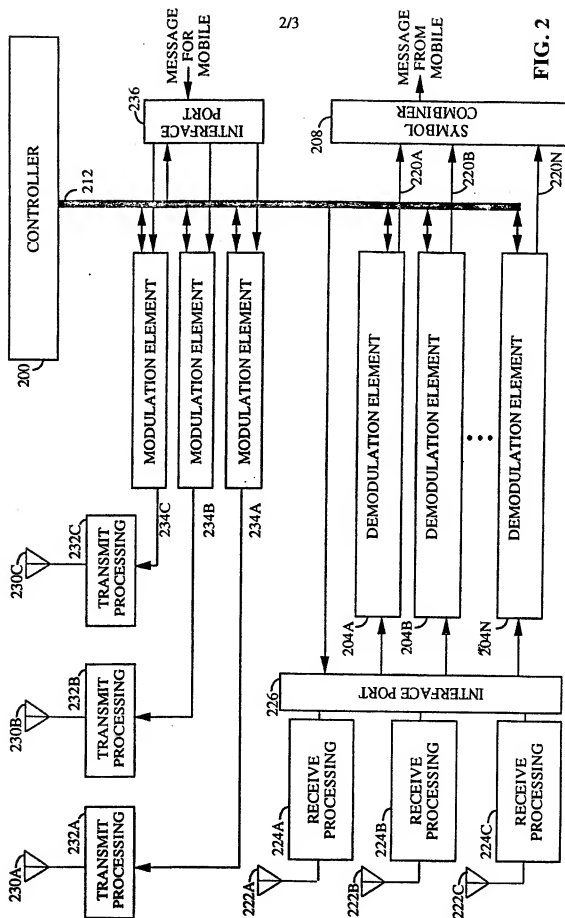 2/3
CONTROLLER
200
212
MESSAGE
FOR
MOBILE
236
INTERFACE
PORT
MODULATION ELEMENT
MODULATION ELEMENT
MODULATION ELEMENT
234C
234B
234A
230C
232C
TRANSMIT
PROCESSING
230B
232B
TRANSMIT
PROCESSING
230A
232A
TRANSMIT
PROCESSING
MESSAGE
FROM
MOBILE
208
SYMBOL
COMBINER
220A
220B
220N
DEMODULATION ELEMENT
204A
DEMODULATION ELEMENT
204B
DEMODULATION ELEMENT
204N
226
INTERFACE PORT
224A
RECEIVE
PROCESSING
222A
224B
RECEIVE
PROCESSING
222B
224C
RECEIVE
PROCESSING
222C
FIG. 2